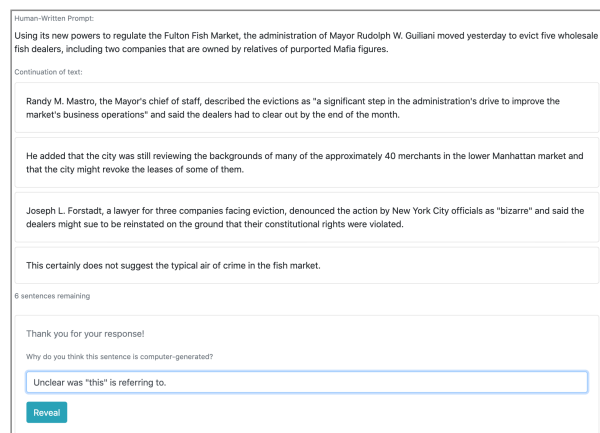 Human-Written Prompt:
Using its new powers to regulate the Fulton Fish Market, the administration of Mayor Rudolph W. Guiliani moved yesterday to evict five wholesale
fish dealers, including two companies that are owned by relatives of purported Mafia figures.
Continuation of text:
Randy M. Mastro, the Mayor's chief of staff, described the evictions as "a significant step in the administration's drive to improve the
market's business operations" and said the dealers had to clear out by the end of the month.
He added that the city was still reviewing the backgrounds of many of the approximately 40 merchants in the lower Manhattan market and
that the city might revoke the leases of some of them.
Joseph L. Forstadt, a lawyer for three companies facing eviction, denounced the action by New York City officials as "bizarre" and said the
dealers might sue to be reinstated on the ground that their constitutional rights were violated.
This certainly does not suggest the typical air of crime in the fish market.
6 sentences remaining
Thank you for your response!
Why do you think this sentence is computer-generated?
Unclear was "this" is referring to.
Reveal